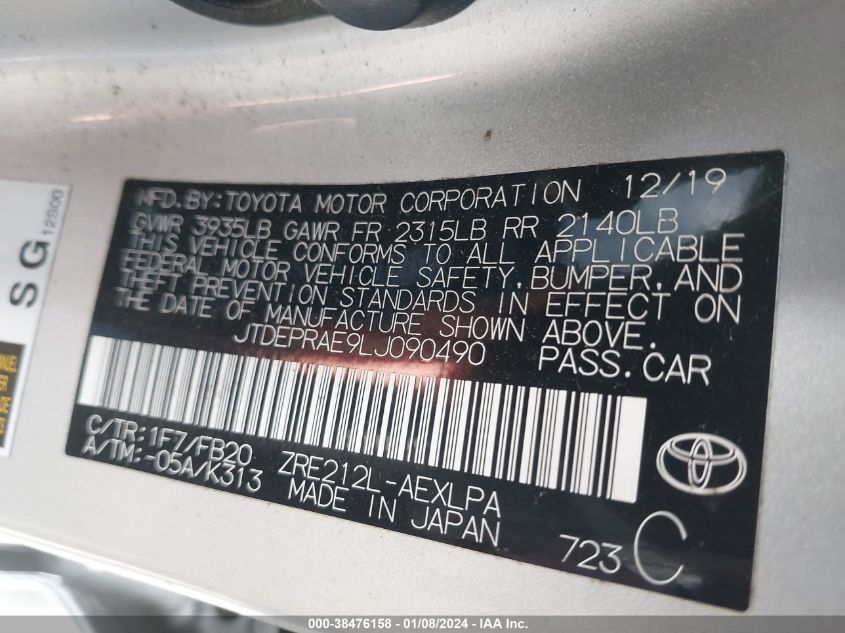 MFD.BY:TOYOTA MOTOR CORPORATION 12/19
GVWR 3935LB GAWR FR 2315LB RR 2140LB
THIS VEHICLE CONFORMS TO ALL APPLICABLE
FEDERAL MOTOR VEHICLE SAFETY,BUMPER,AND
THEFT PREVENTION STANDARDS IN EFFECT ON
THE DATE OF MANUFACTURE SHOWN ABOVE.
JTDEPRAE9LJ090490
PASS.CAR
C/TR:1F7/FB20
A/TM:-05A/K313
ZRE212L-AEXLPA
MADE IN JAPAN
723 C
SG
12S00
000-38476158 - 01/08/2024 - IAA Inc.